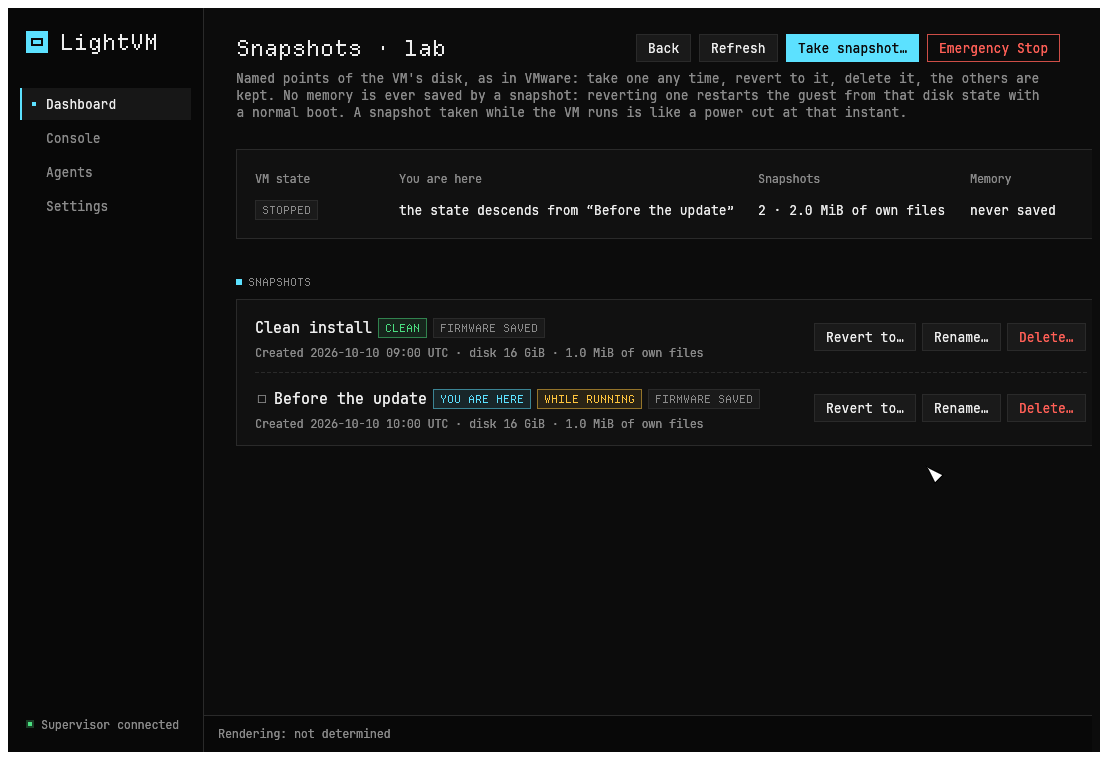 LightVM
Dashboard
Console
Agents
Settings
Supervisor connected
Snapshots · lab
Back
Refresh
Take snapshot…
Emergency Stop
Named points of the VM's disk, as in VMware: take one any time, revert to it, delete it, the others are
kept. No memory is ever saved by a snapshot: reverting one restarts the guest from that disk state with
a normal boot. A snapshot taken while the VM runs is like a power cut at that instant.
VM state
You are here
Snapshots
Memory
STOPPED
the state descends from “Before the update”
2 · 2.0 MiB of own files
never saved
SNAPSHOTS
Clean install CLEAN FIRMWARE SAVED
Created 2026-10-10 09:00 UTC · disk 16 GiB · 1.0 MiB of own files
Revert to…
Rename…
Delete…
Before the update YOU ARE HERE WHILE RUNNING FIRMWARE SAVED
Created 2026-10-10 10:00 UTC · disk 16 GiB · 1.0 MiB of own files
Revert to…
Rename…
Delete…
Rendering: not determined